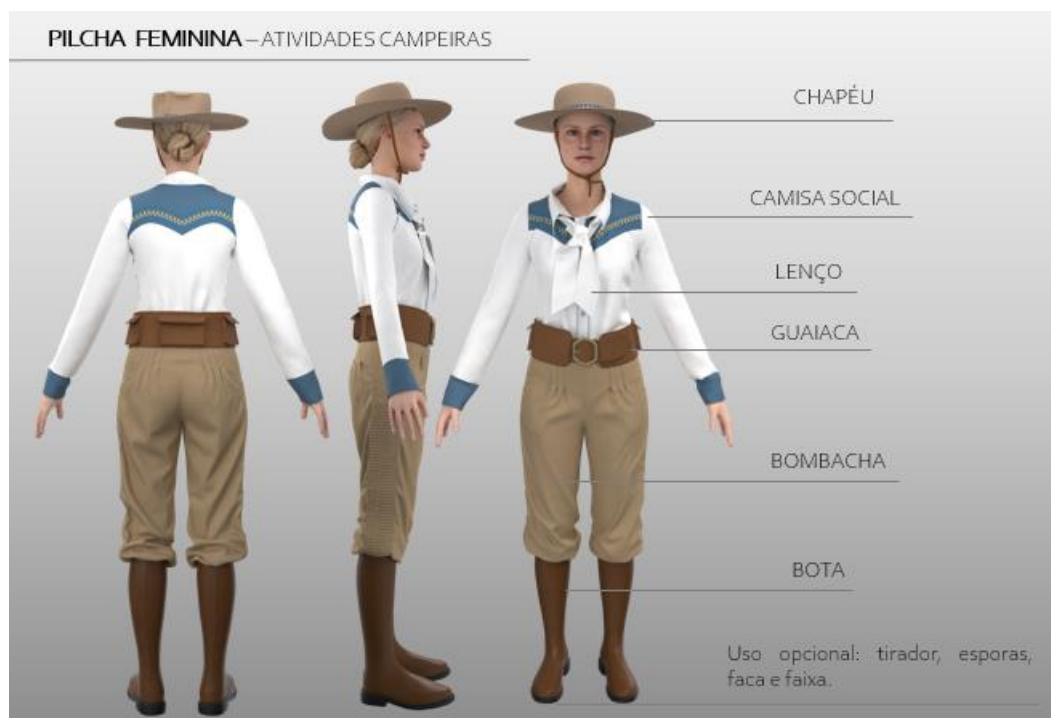 PILCHA FEMININA – ATIVIDADES CAMPEIRAS
CHAPÉU
CAMISA SOCIAL
LENÇO
GUAIACA
BOMBACHA
BOTA
Uso opcional: tirador, esporas,
faca e faixa.